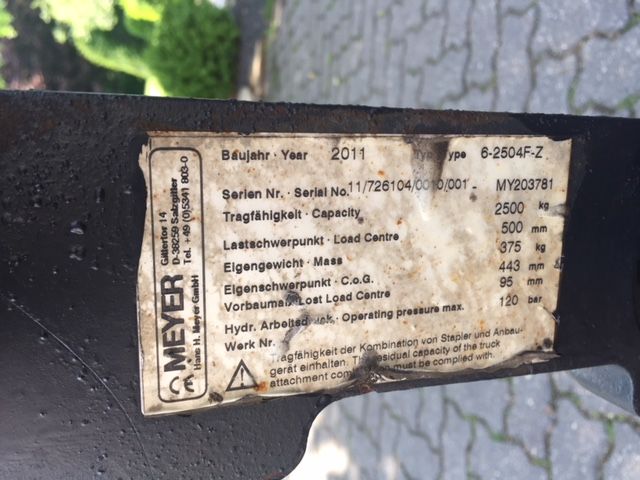 MEYER
Hans H. Meyer GmbH
Gittertor 14
D-38259 Salzgitter
Tel. +49 (0)5341 803-0
Baujahr · Year 2011 Type 6-2504F-Z
Serien Nr. · Serial No. 11/726104/0010/001 - MY203781
Tragfähigkeit · Capacity 2500 kg
Lastschwerpunkt · Load Centre 500 mm
Eigengewicht · Mass 375 kg
Eigenschwerpunkt · C.o.G. 443 mm
Vorbaumaß Lost Load Centre 95 mm
Hydr. Arbeitsdruck · Operating pressure max. 120 bar
Werk Nr.
Tragfähigkeit der Kombination von Stapler und Anbau-
gerät einhalten. The residual capacity of the truck
attachment must be complied with.